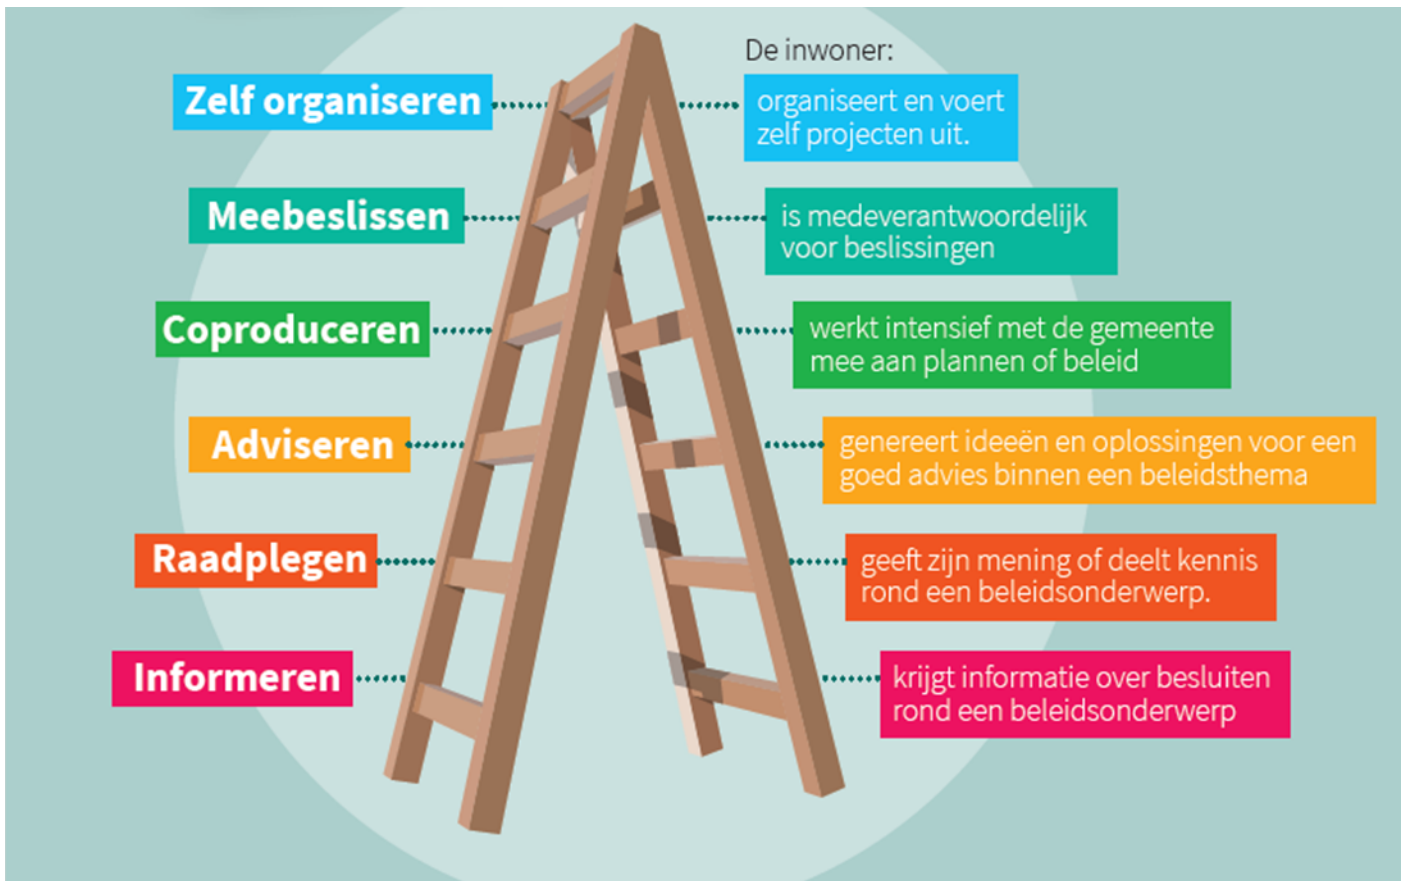 De inwoner:
Zelf organiseren
organiseert en voert
zelf projecten uit.
Meebeslissen
is medeverantwoordelijk
voor beslissingen
Coproduceren
werkt intensief met de gemeente
mee aan plannen of beleid
Adviseren
genereert ideeën en oplossingen voor een
goed advies binnen een beleidsthema
Raadplegen
geeft zijn mening of deelt kennis
rond een beleidsonderwerp.
Informeren
krijgt informatie over besluiten
rond een beleidsonderwerp